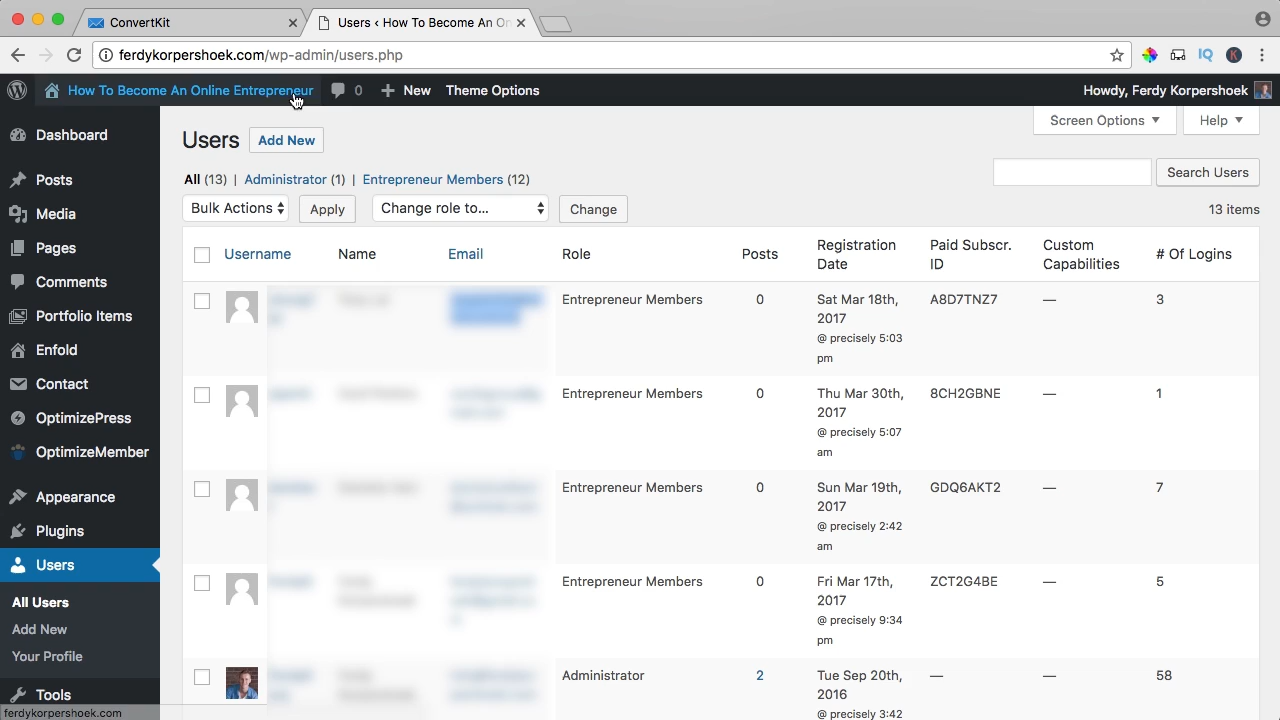 ConvertKit
Users ‹ How To Become An On
ferdykorpershoek.com/wp-admin/users.php
How To Become An Online Entrepreneur
0
New
Theme Options
Howdy, Ferdy Korpershoek
Dashboard
Posts
Media
Pages
Comments
Portfolio Items
Enfold
Contact
OptimizePress
OptimizeMember
Appearance
Plugins
Users
All Users
Add New
Your Profile
Tools
ferdykorpershoek.com
Screen Options
Help
Users
Add New
All (13) | Administrator (1) | Entrepreneur Members (12)
Search Users
Bulk Actions
Apply
Change role to...
Change
13 items
Username
Name
Email
Role
Posts
Registration
Date
Paid Subscr.
ID
Custom
Capabilities
# Of Logins
Entrepreneur Members
0
Sat Mar 18th,
2017
@ precisely 5:03
pm
A8D7TNZ7
—
3
Entrepreneur Members
0
Thu Mar 30th,
2017
@ precisely 5:07
am
8CH2GBNE
—
1
Entrepreneur Members
0
Sun Mar 19th,
2017
@ precisely 2:42
am
GDQ6AKT2
—
7
Entrepreneur Members
0
Fri Mar 17th,
2017
@ precisely 9:34
pm
ZCT2G4BE
—
5
Administrator
2
Tue Sep 20th,
2016
@ precisely 3:42
—
—
58